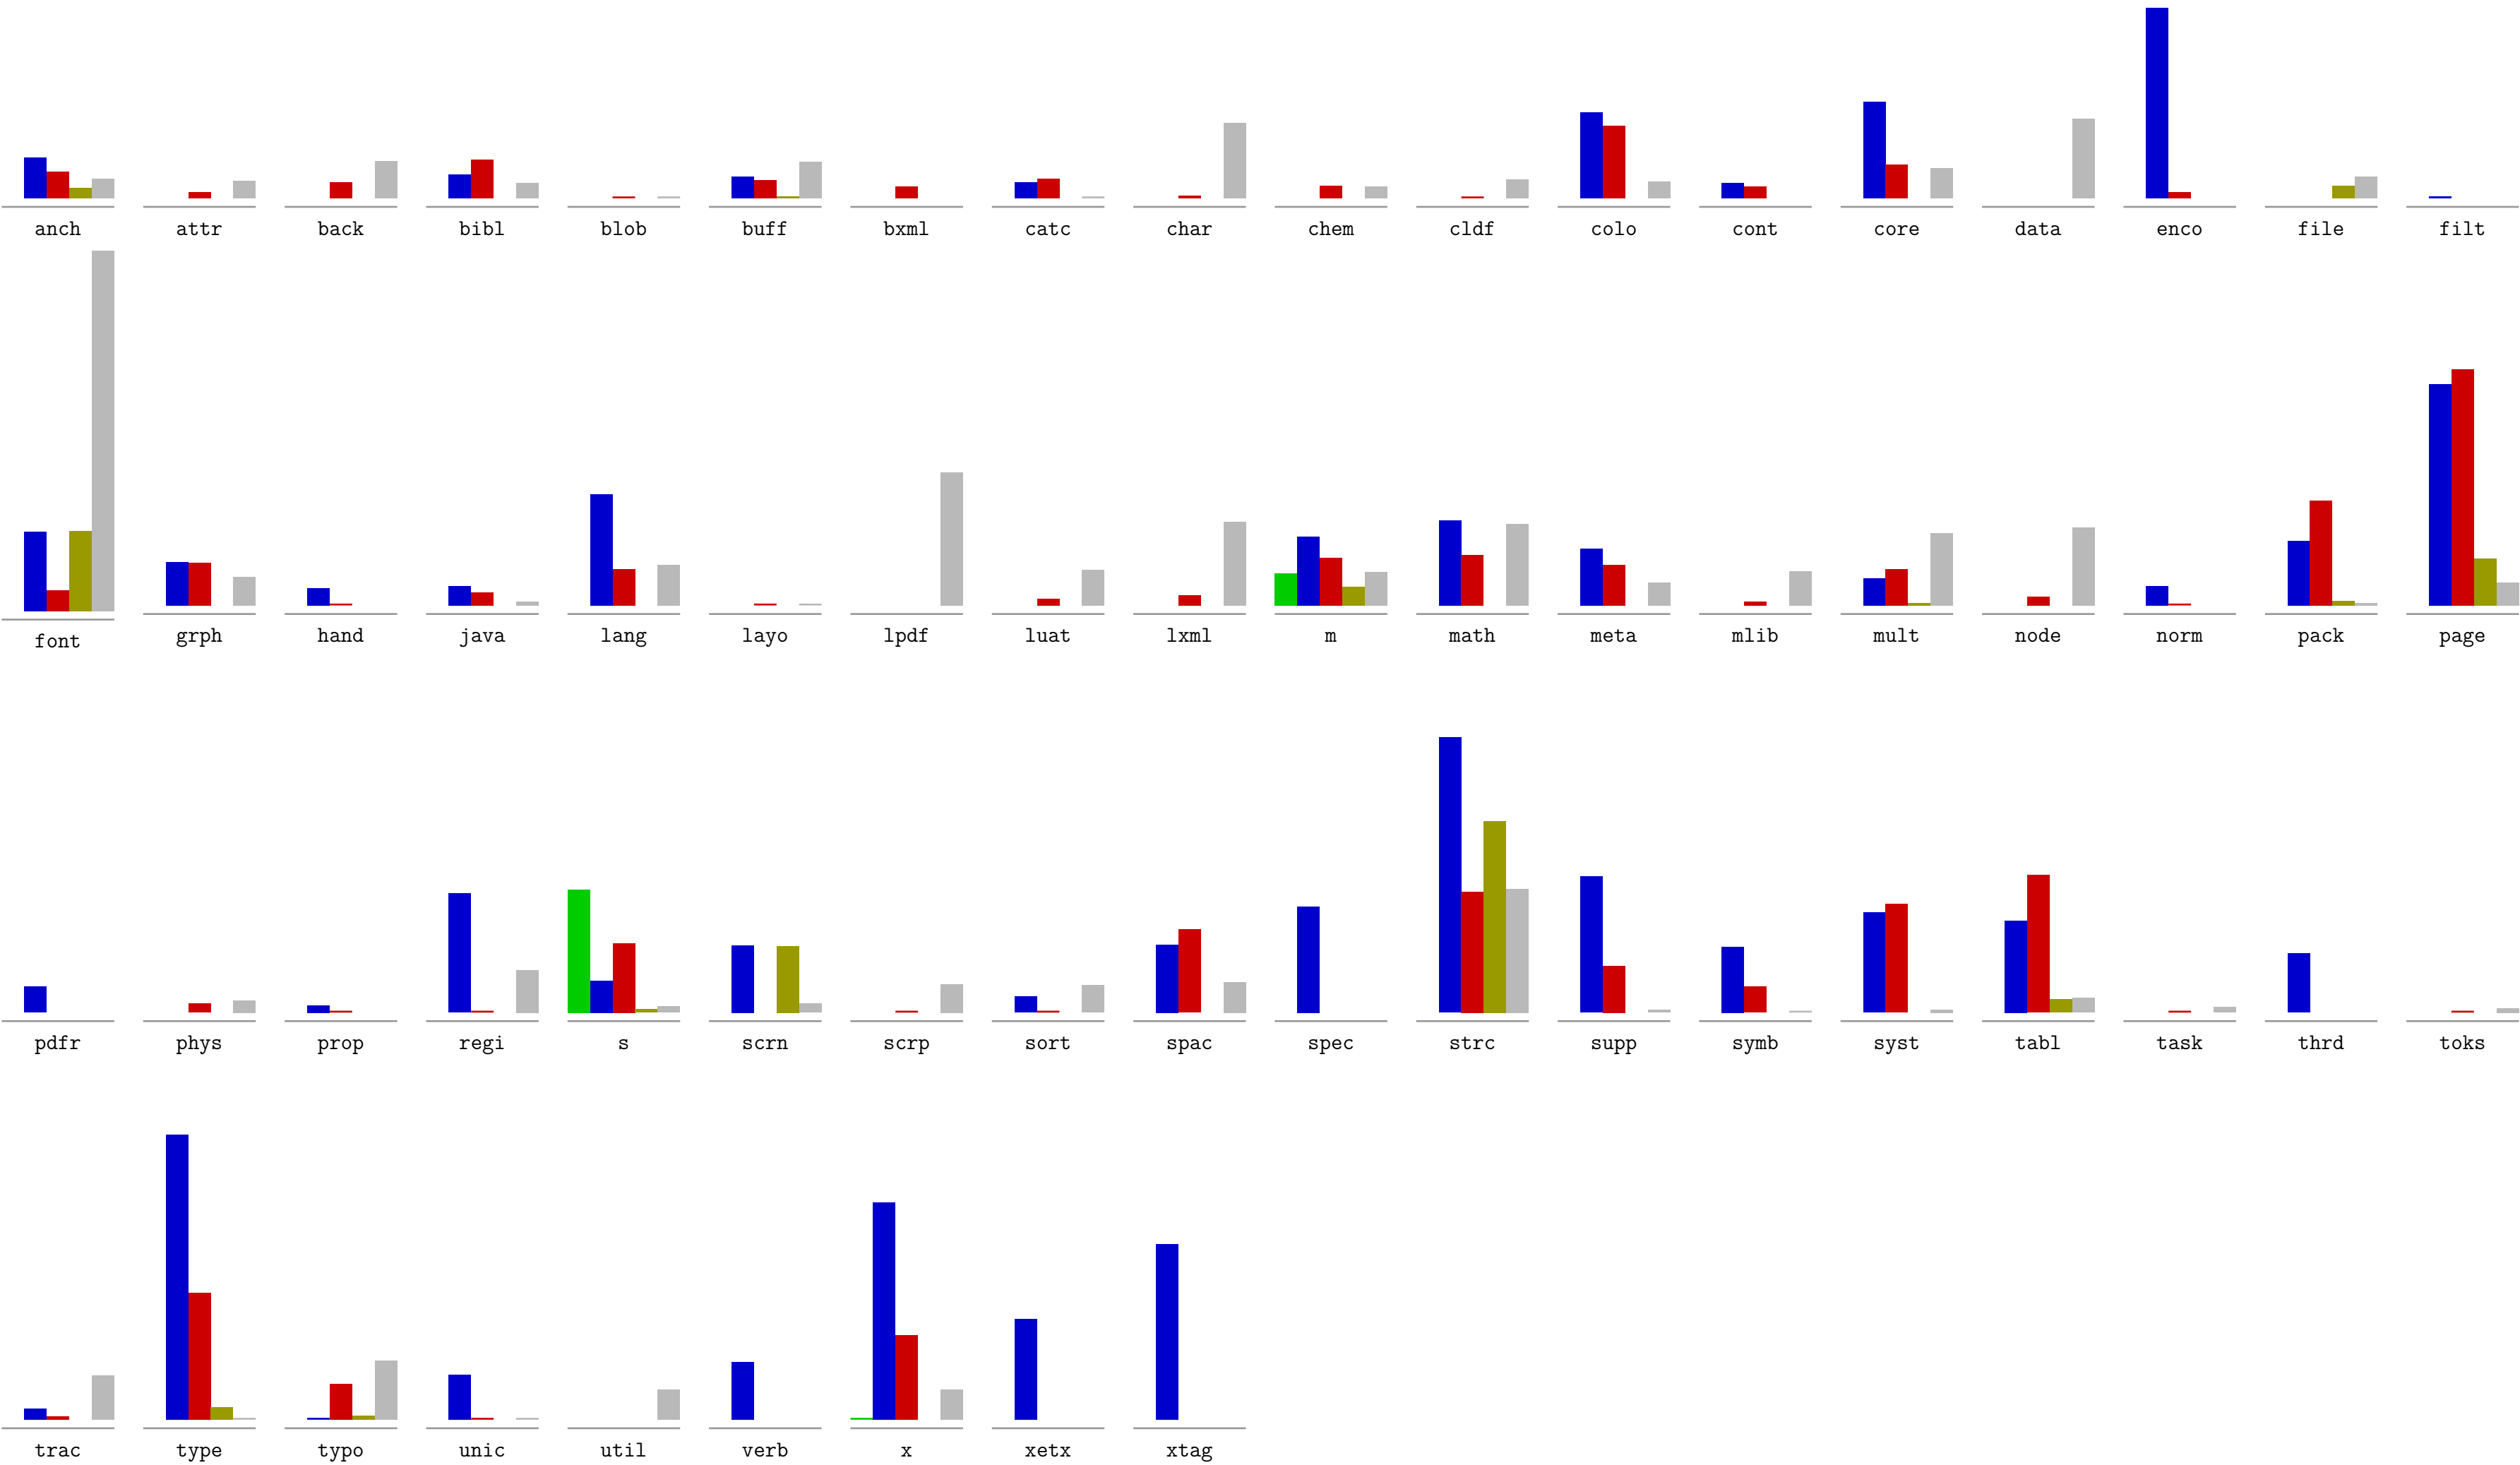 anch attr back bibl blob buff bxml catc char chem cldf colo cont core data enco file filt
font grph hand java lang layo lpdf luat lxml m math meta mlib mult node norm pack page
pdfr phys prop regi s scrn scrp sort spac spec strc supp symb syst tabl task thrd toks
trac type typo unic util verb x xetx xtag